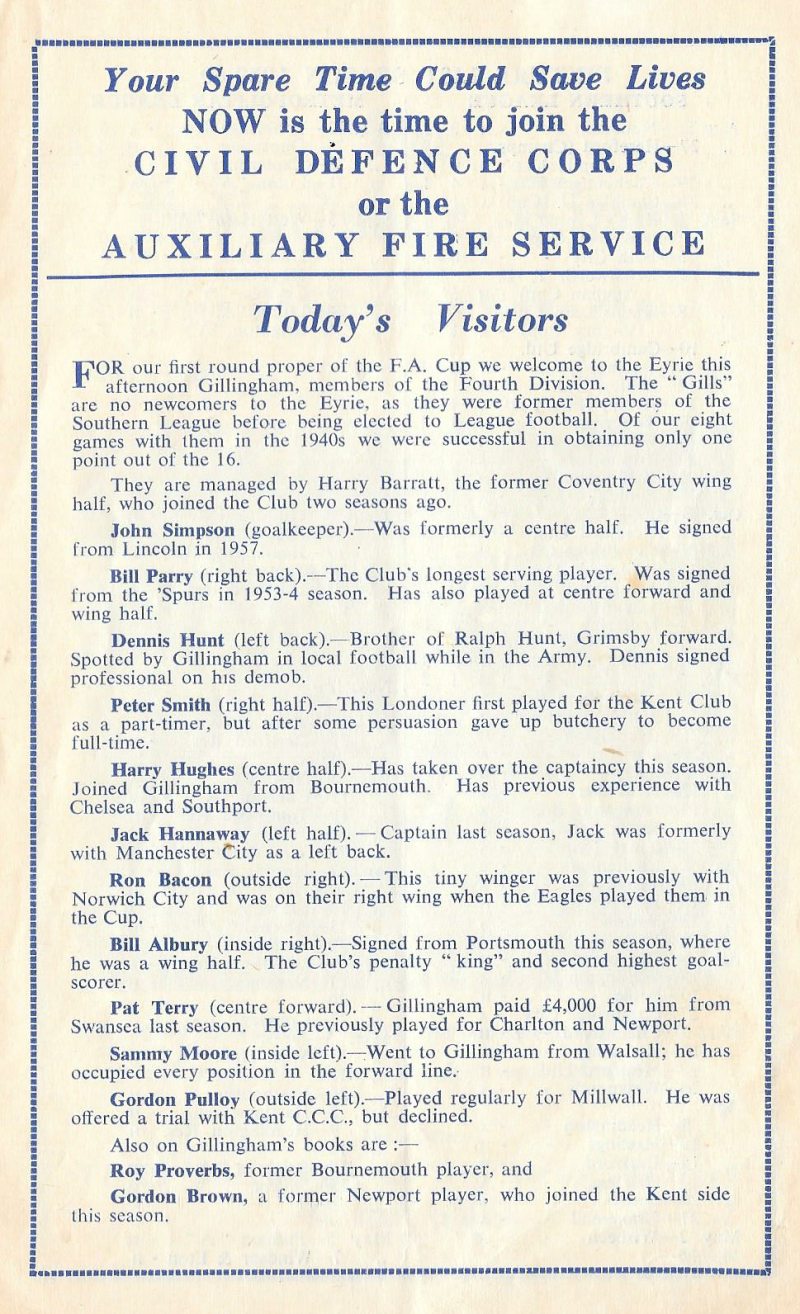 Your Spare Time Could Save Lives
NOW is the time to join the
CIVIL DEFENCE CORPS
or the
AUXILIARY FIRE SERVICE
Today's Visitors
FOR our first round proper of the F.A. Cup we welcome to the Eyrie this
afternoon Gillingham, members of the Fourth Division. The "Gills"
are no newcomers to the Eyrie, as they were former members of the
Southern League before being elected to League football. Of our eight
games with them in the 1940s we were successful in obtaining only one
point out of the 16.
They are managed by Harry Barratt, the former Coventry City wing
half, who joined the Club two seasons ago.
John Simpson (goalkeeper).—Was formerly a centre half. He signed
from Lincoln in 1957.
Bill Parry (right back).—The Club's longest serving player. Was signed
from the 'Spurs in 1953-4 season. Has also played at centre forward and
wing half.
Dennis Hunt (left back).—Brother of Ralph Hunt, Grimsby forward.
Spotted by Gillingham in local football while in the Army. Dennis signed
professional on his demob.
Peter Smith (right half).—This Londoner first played for the Kent Club
as a part-timer, but after some persuasion gave up butchery to become
full-time.
Harry Hughes (centre half).—Has taken over the captaincy this season.
Joined Gillingham from Bournemouth. Has previous experience with
Chelsea and Southport.
Jack Hannaway (left half).—Captain last season, Jack was formerly
with Manchester City as a left back.
Ron Bacon (outside right).—This tiny winger was previously with
Norwich City and was on their right wing when the Eagles played them in
the Cup.
Bill Albury (inside right).—Signed from Portsmouth this season, where
he was a wing half. The Club's penalty "king" and second highest goal-
scorer.
Pat Terry (centre forward).—Gillingham paid £4,000 for him from
Swansea last season. He previously played for Charlton and Newport.
Sammy Moore (inside left).—Went to Gillingham from Walsall; he has
occupied every position in the forward line.
Gordon Pulloy (outside left).—Played regularly for Millwall. He was
offered a trial with Kent C.C.C., but declined.
Also on Gillingham's books are :—
Roy Proverbs, former Bournemouth player, and
Gordon Brown, a former Newport player, who joined the Kent side
this season.